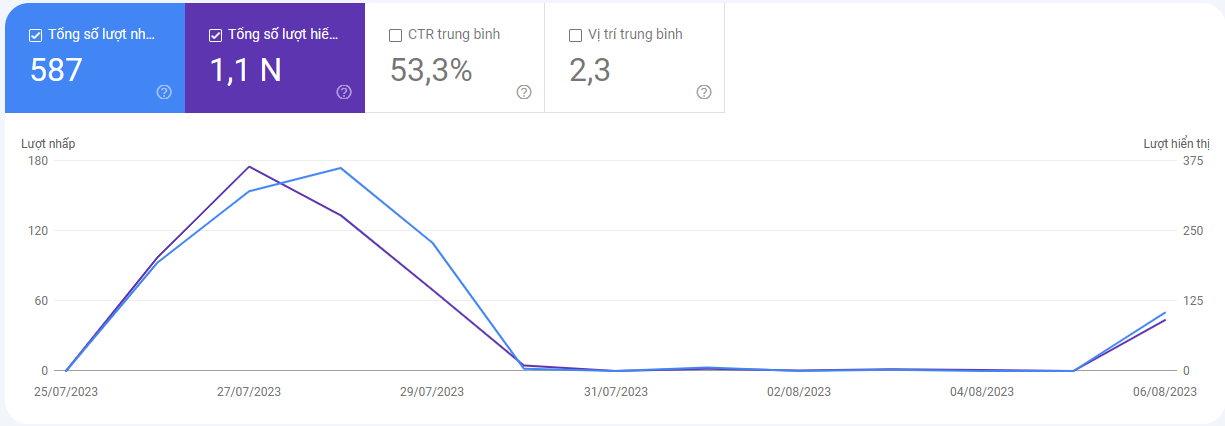 Tổng số lượt nh...
587
Tổng số lượt hiế...
1,1 N
CTR trung bình
53,3%
Vị trí trung bình
2,3
Lượt nhấp
Lượt hiển thị
180
375
120
250
60
125
0
0
25/07/2023
27/07/2023
29/07/2023
31/07/2023
02/08/2023
04/08/2023
06/08/2023